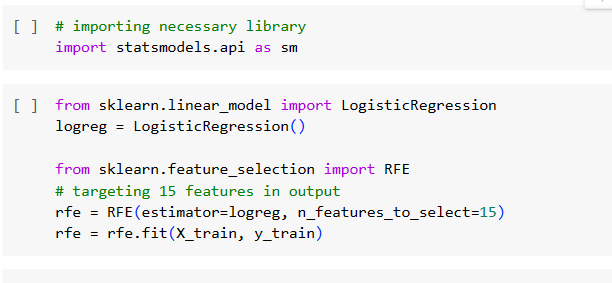 [ ] # importing necessary library
import statsmodels.api as sm
[ ] from sklearn.linear_model import LogisticRegression
logreg = LogisticRegression()
from sklearn.feature_selection import RFE
# targeting 15 features in output
rfe = RFE(estimator=logreg, n_features_to_select=15)
rfe = rfe.fit(X_train, y_train)